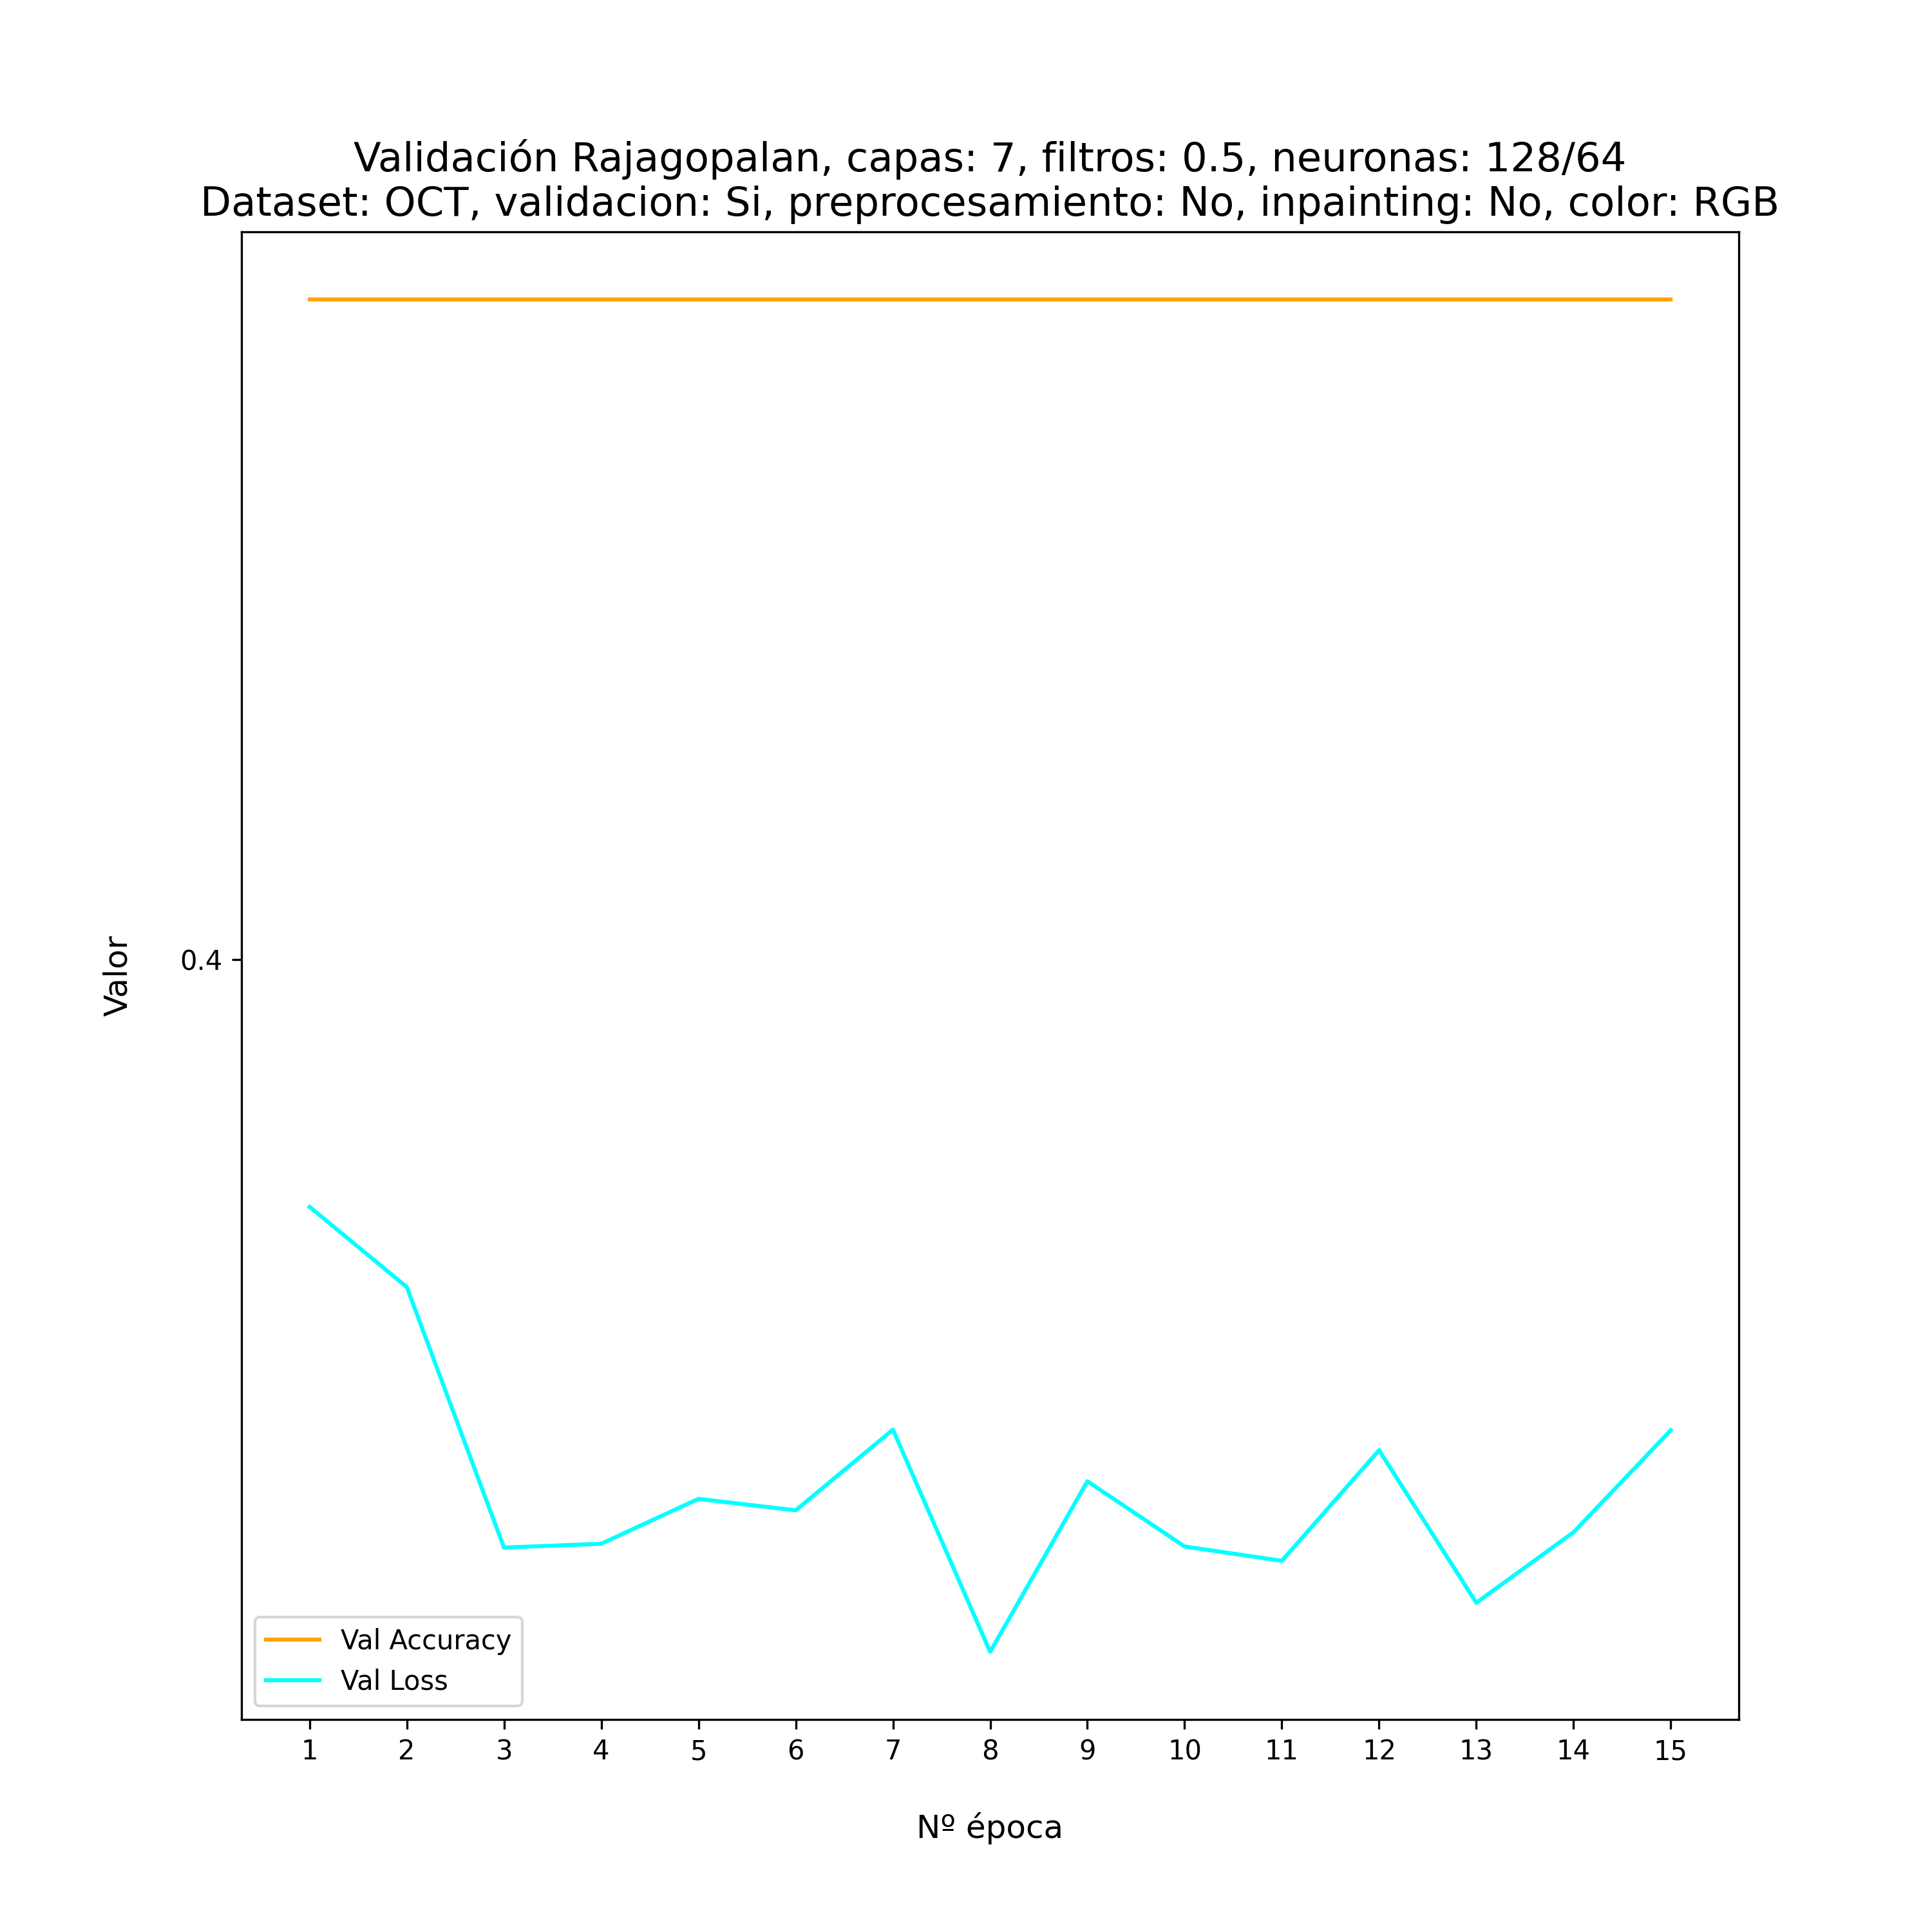 Validación Rajagopalan, capas: 7, filtros: 0.5, neuronas: 128/64
Dataset: OCT, validacion: Si, preprocesamiento: No, inpainting: No, color: RGB
Valor
0.4
Val Accuracy
Val Loss
1 2 3 4 5 6 7 8 9 10 11 12 13 14 15
Nº época